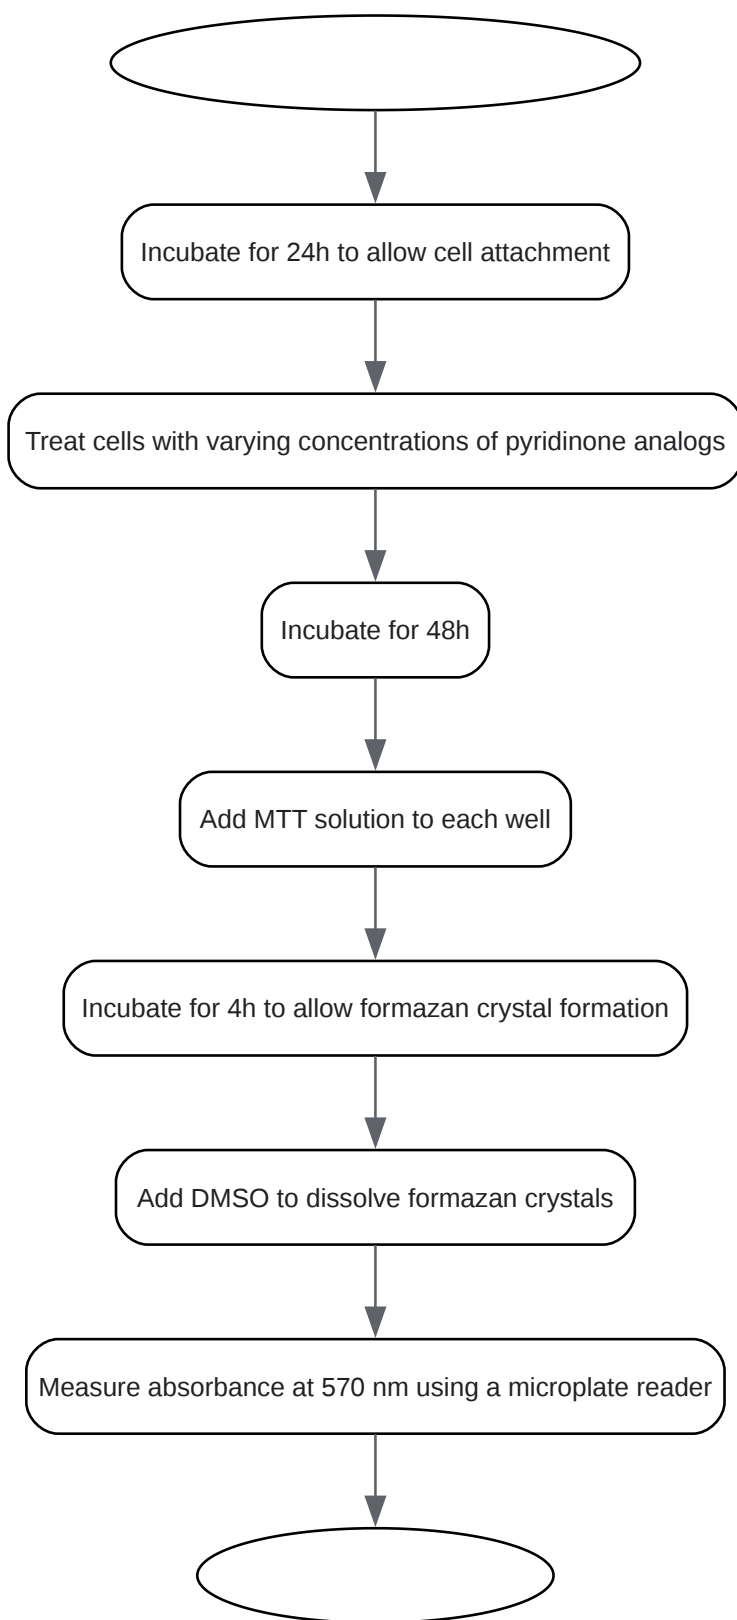 Incubate for 24h to allow cell attachment
Treat cells with varying concentrations of pyridinone analogs
Incubate for 48h
Add MTT solution to each well
Incubate for 4h to allow formazan crystal formation
Add DMSO to dissolve formazan crystals
Measure absorbance at 570 nm using a microplate reader